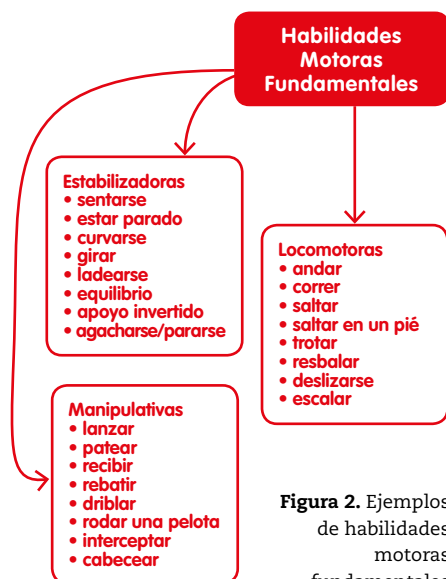 Habilidades
Motoras
Fundamentales
Estabilizadoras
• sentarse
• estar parado
• curvarse
• girar
• ladearse
• equilibrio
• apoyo invertido
• agacharse/pararse
Locomotoras
• andar
• correr
• saltar
• saltar en un pié
• trotar
• resbalar
• deslizarse
• escalar
Manipulativas
• lanzar
• patear
• recibir
• rebatir
• driblar
• rodar una pelota
• interceptar
• cabecear
Figura 2. Ejemplos
de habilidades
motoras
fundamentales